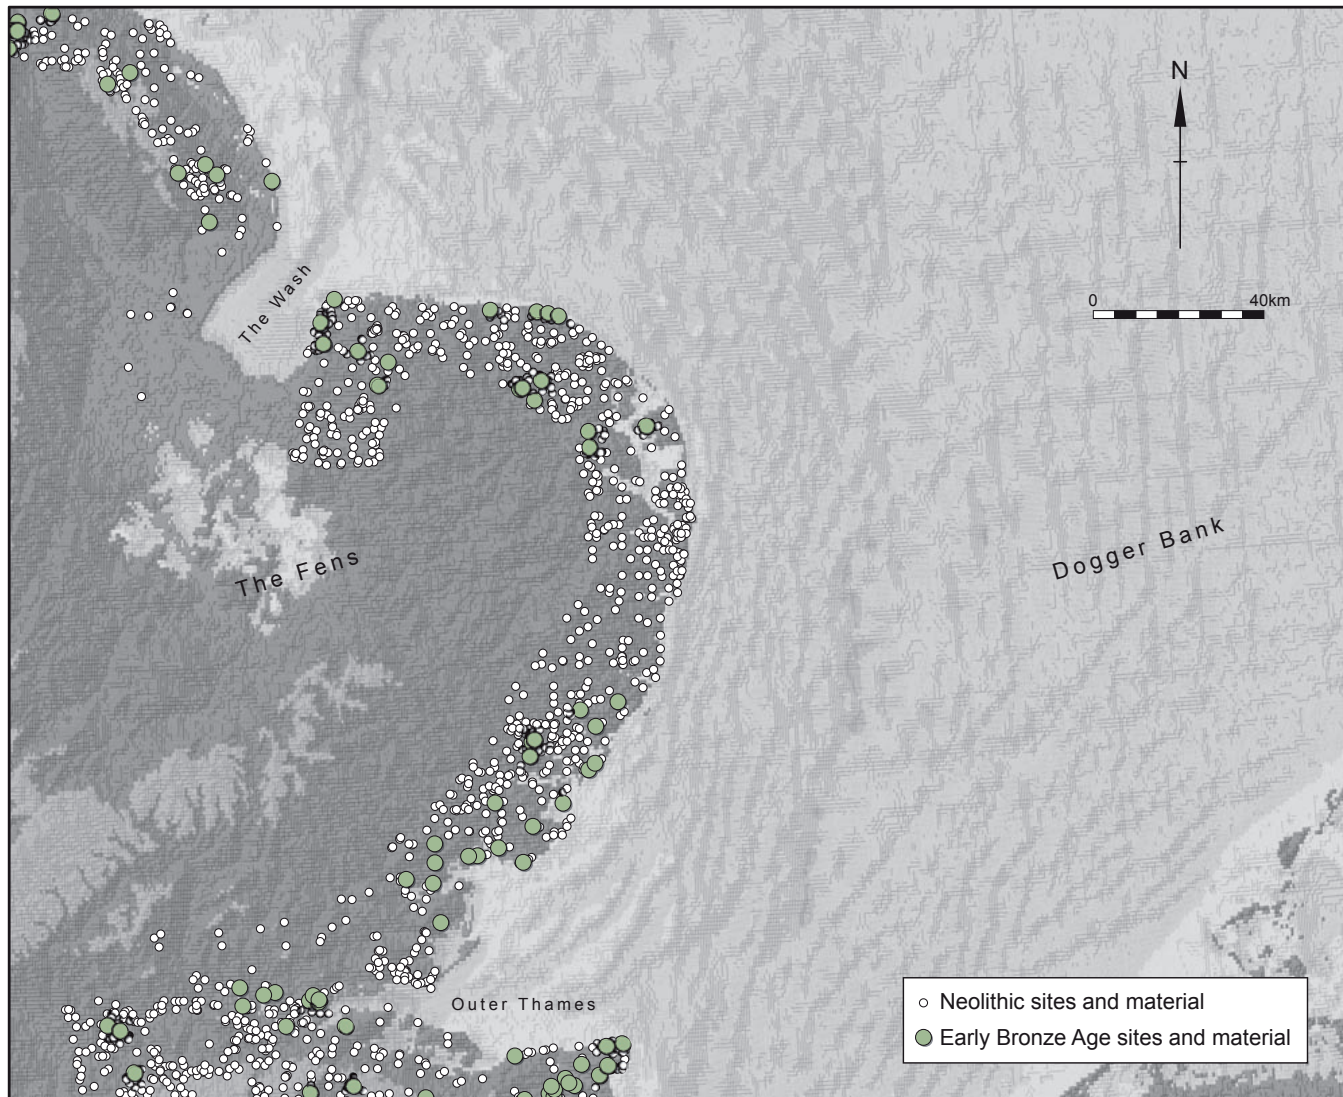 N
0 40km
The Wash
The Fens
Dogger Bank
Outer Thames
Neolithic sites and material
Early Bronze Age sites and material